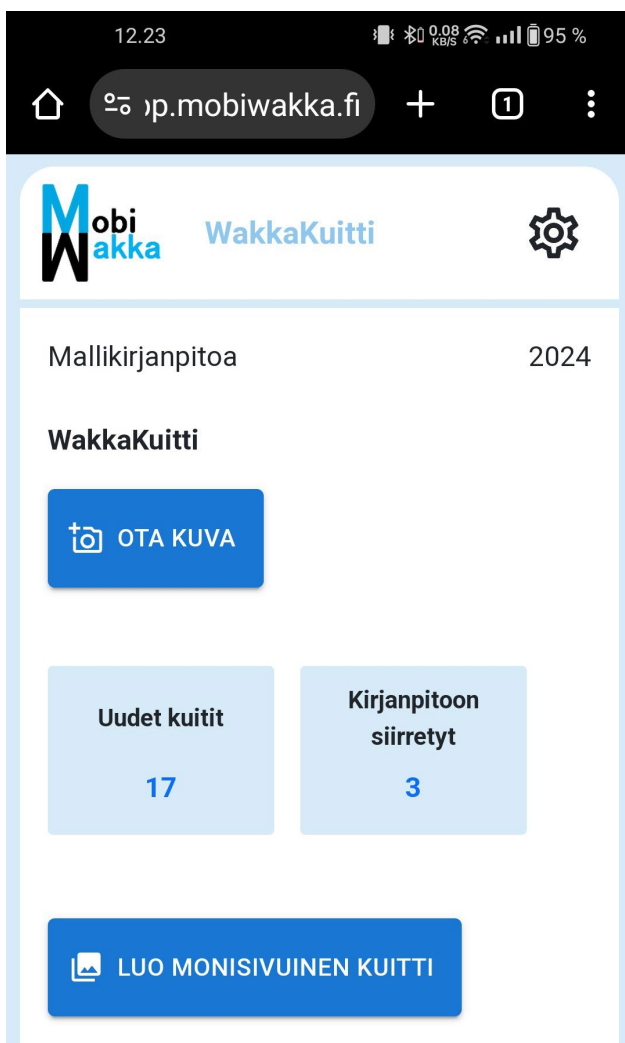 12.23
0.08 KB/S
95 %
op.mobiwakka.fi
1
Mobi
Wakka
WakkaKuitti
Mallikirjanpitoa
2024
WakkaKuitti
OTA KUVA
Uudet kuitit
17
Kirjanpitoon
siirretyt
3
LUO MONISIVUINEN KUITTI